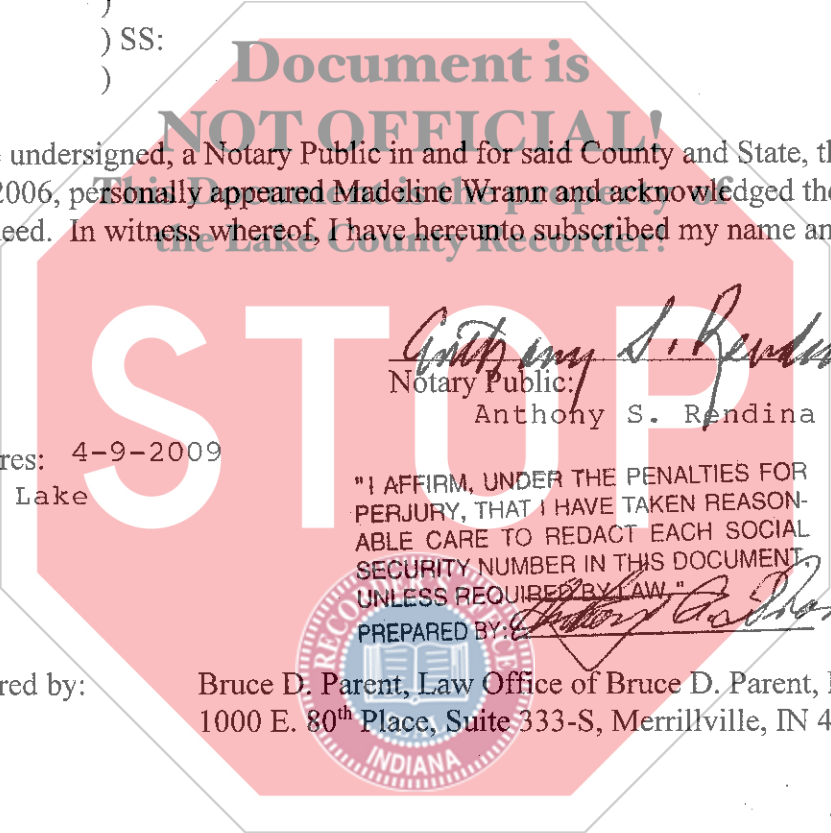 )
) SS:
)
Document is
NOT OFFICIAL!
undersigned, a Notary Public in and for said County and State, th
2006, personally appeared Madeline Wrann and acknowledged the
This Document is the property of
eed. In witness whereof, I have hereunto subscribed my name an
the Lake County Recorder!
STOP
Anthony S. Rendin
Notary Public:
Anthony S. Rendina
res: 4-9-2009
Lake
"I AFFIRM, UNDER THE PENALTIES FOR
PERJURY, THAT I HAVE TAKEN REASON-
ABLE CARE TO REDACT EACH SOCIAL
SECURITY NUMBER IN THIS DOCUMENT,
UNLESS REQUIRED BY LAW."
PREPARED BY:
RECORDER'S OFFICE
INDIANA
red by:
Bruce D. Parent, Law Office of Bruce D. Parent,
1000 E. 80th Place, Suite 333-S, Merrillville, IN 4